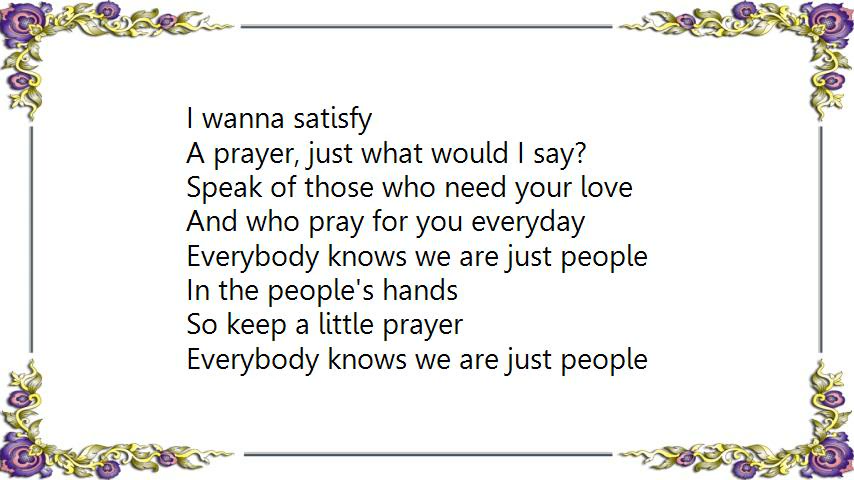 I wanna satisfy
A prayer, just what would I say?
Speak of those who need your love
And who pray for you everyday
Everybody knows we are just people
In the people's hands
So keep a little prayer
Everybody knows we are just people